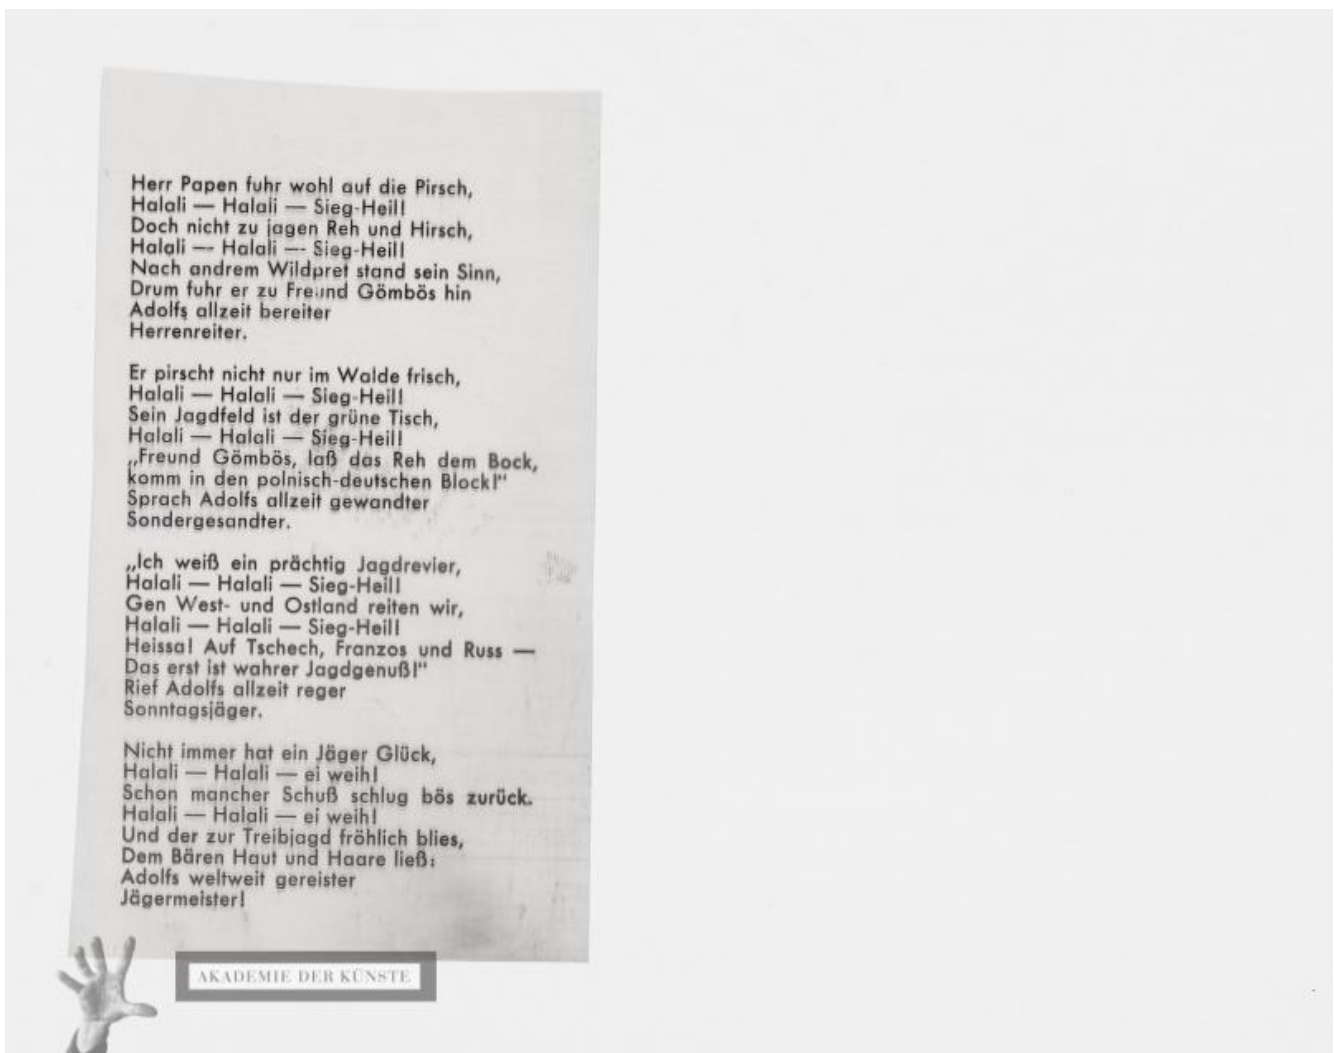 Herr Papen fuhr wohl auf die Pirsch,
Halali — Halali — Sieg-Heil!
Doch nicht zu jagen Reh und Hirsch,
Halali — Halali — Sieg-Heil!
Nach andrem Wildpret stand sein Sinn,
Drum fuhr er zu Freund Gömbös hin
Adolfs allzeit bereiter
Herrenreiter.
Er pirscht nicht nur im Walde frisch,
Halali — Halali — Sieg-Heil!
Sein Jagdfeld ist der grüne Tisch,
Halali — Halali — Sieg-Heil!
„Freund Gömbös, laß das Reh dem Bock,
komm in den polnisch-deutschen Block!“
Sprach Adolfs allzeit gewandter
Sondergesandter.
„Ich weiß ein prächtig Jagdrevier,
Halali — Halali — Sieg-Heil!
Gen West- und Ostland reiten wir,
Halali — Halali — Sieg-Heil!
Heissa! Auf Tschech, Franzos und Russ —
Das erst ist wahrer Jagdgenuß!“
Rief Adolfs allzeit reger
Sonntagsjäger.
Nicht immer hat ein Jäger Glück,
Halali — Halali — ei weih!
Schon mancher Schuß schlug bös zurück.
Halali — Halali — ei weih!
Und der zur Treibjagd fröhlich blies,
Dem Bären Haut und Haare ließ:
Adolfs weltweit gereister
Jägermeister!
AKADEMIE DER KÜNSTE